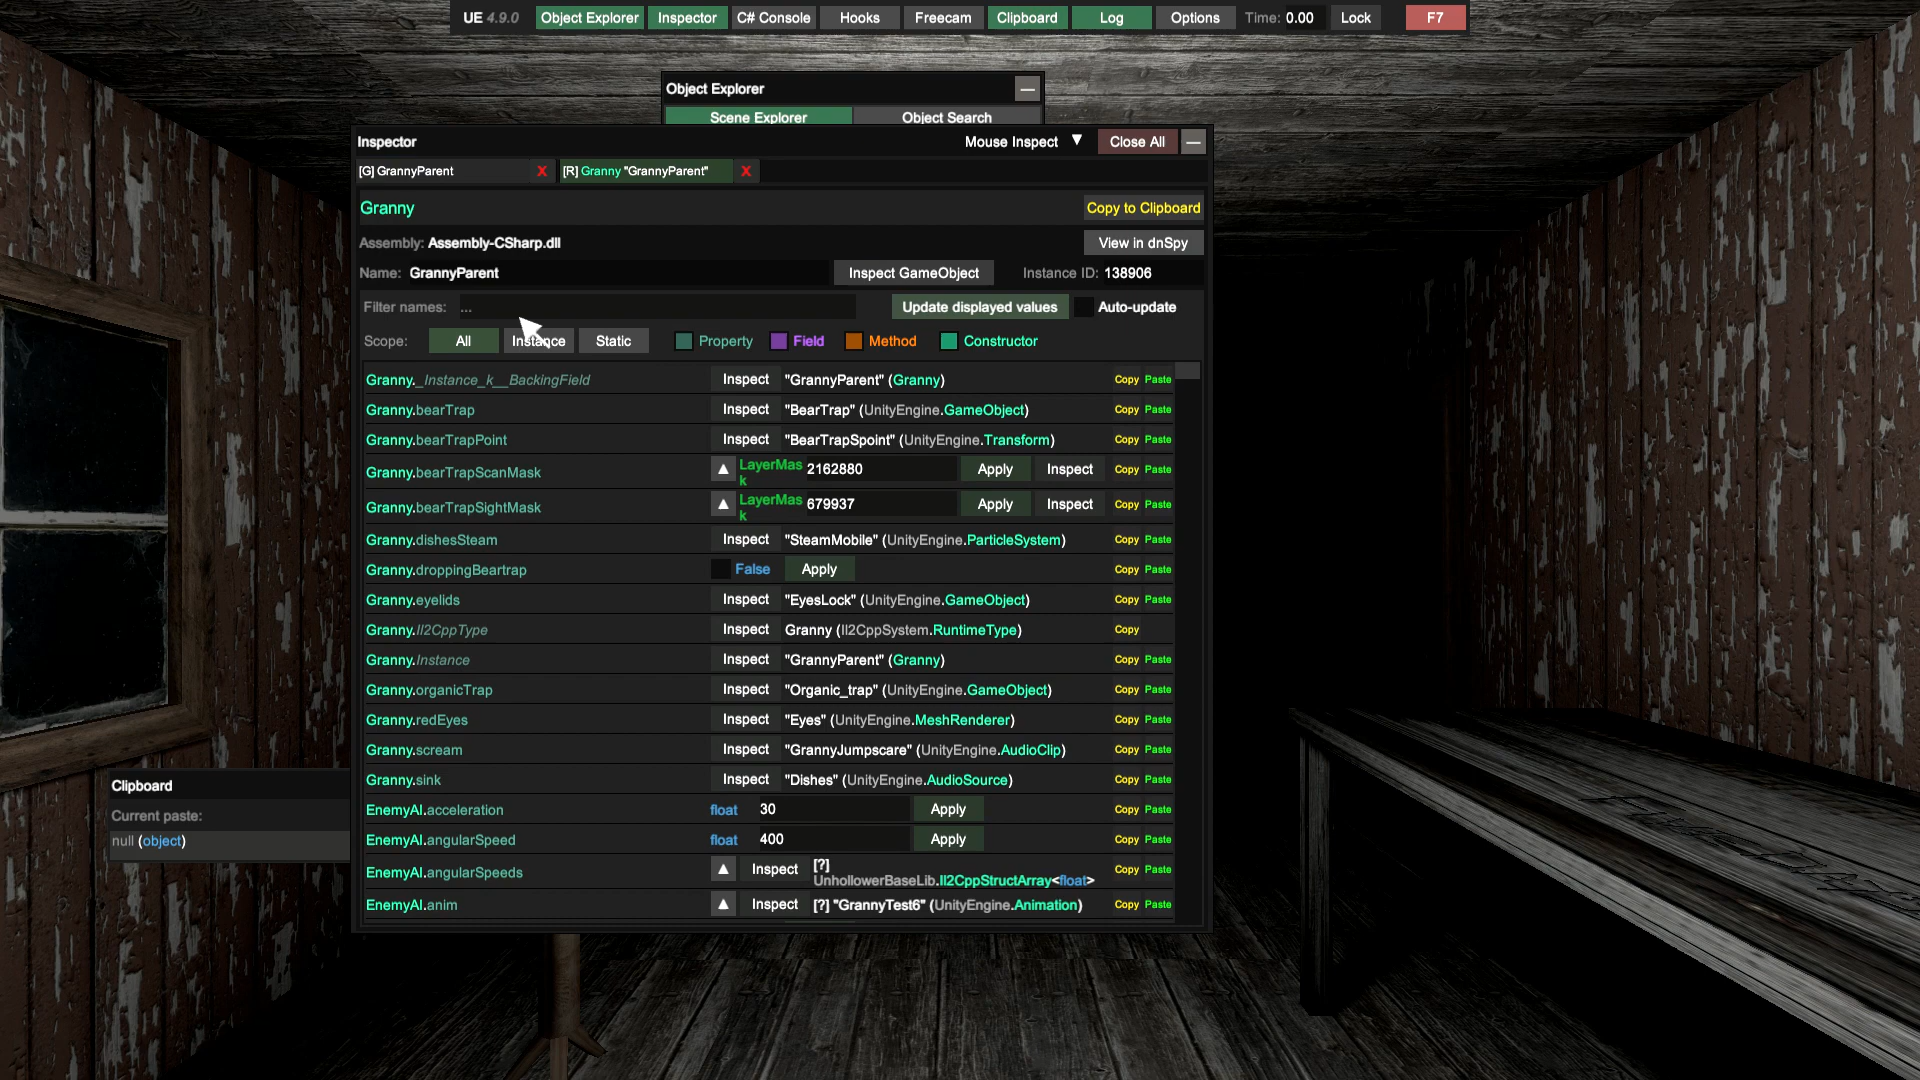 UE 4.9.0 Object Explorer Inspector C# Console Hooks Freecam Clipboard Log Options Time: 0.00 Lock F7
Object Explorer —
Scene Explorer Object Search
Inspector Mouse Inspect ▼ Close All —
[G] GrannyParent X [R] Granny "GrannyParent" X
Granny Copy to Clipboard
Assembly: Assembly-CSharp.dll View in dnSpy
Name: GrannyParent Inspect GameObject Instance ID: 138906
Filter names: ... Update displayed values Auto-update
Scope: All Instance Static Property Field Method Constructor
Granny._Instance_k__BackingField Inspect "GrannyParent" (Granny) Copy Paste
Granny.bearTrap Inspect "BearTrap" (UnityEngine.GameObject) Copy Paste
Granny.bearTrapPoint Inspect "BearTrapSpoint" (UnityEngine.Transform) Copy Paste
Granny.bearTrapScanMask ▲ LayerMask 2162880 Apply Inspect Copy Paste
Granny.bearTrapSightMask ▲ LayerMask 679937 Apply Inspect Copy Paste
Granny.dishesSteam Inspect "SteamMobile" (UnityEngine.ParticleSystem) Copy Paste
Granny.droppingBeartrap False Apply Copy Paste
Granny.eyelids Inspect "EyesLock" (UnityEngine.GameObject) Copy Paste
Granny.Il2CppType Inspect Granny (Il2CppSystem.RuntimeType) Copy
Granny.Instance Inspect "GrannyParent" (Granny) Copy Paste
Granny.organicTrap Inspect "Organic_trap" (UnityEngine.GameObject) Copy Paste
Granny.redEyes Inspect "Eyes" (UnityEngine.MeshRenderer) Copy Paste
Granny.scream Inspect "GrannyJumpscare" (UnityEngine.AudioClip) Copy Paste
Granny.sink Inspect "Dishes" (UnityEngine.AudioSource) Copy Paste
EnemyAI.acceleration float 30 Apply Copy Paste
EnemyAI.angularSpeed float 400 Apply Copy Paste
EnemyAI.angularSpeeds ▲ Inspect [?] UnhollowerBaseLib.Il2CppStructArray<float> Copy Paste
EnemyAI.anim ▲ Inspect [?] "GrannyTest6" (UnityEngine.Animation) Copy Paste
Clipboard
Current paste:
null (object)